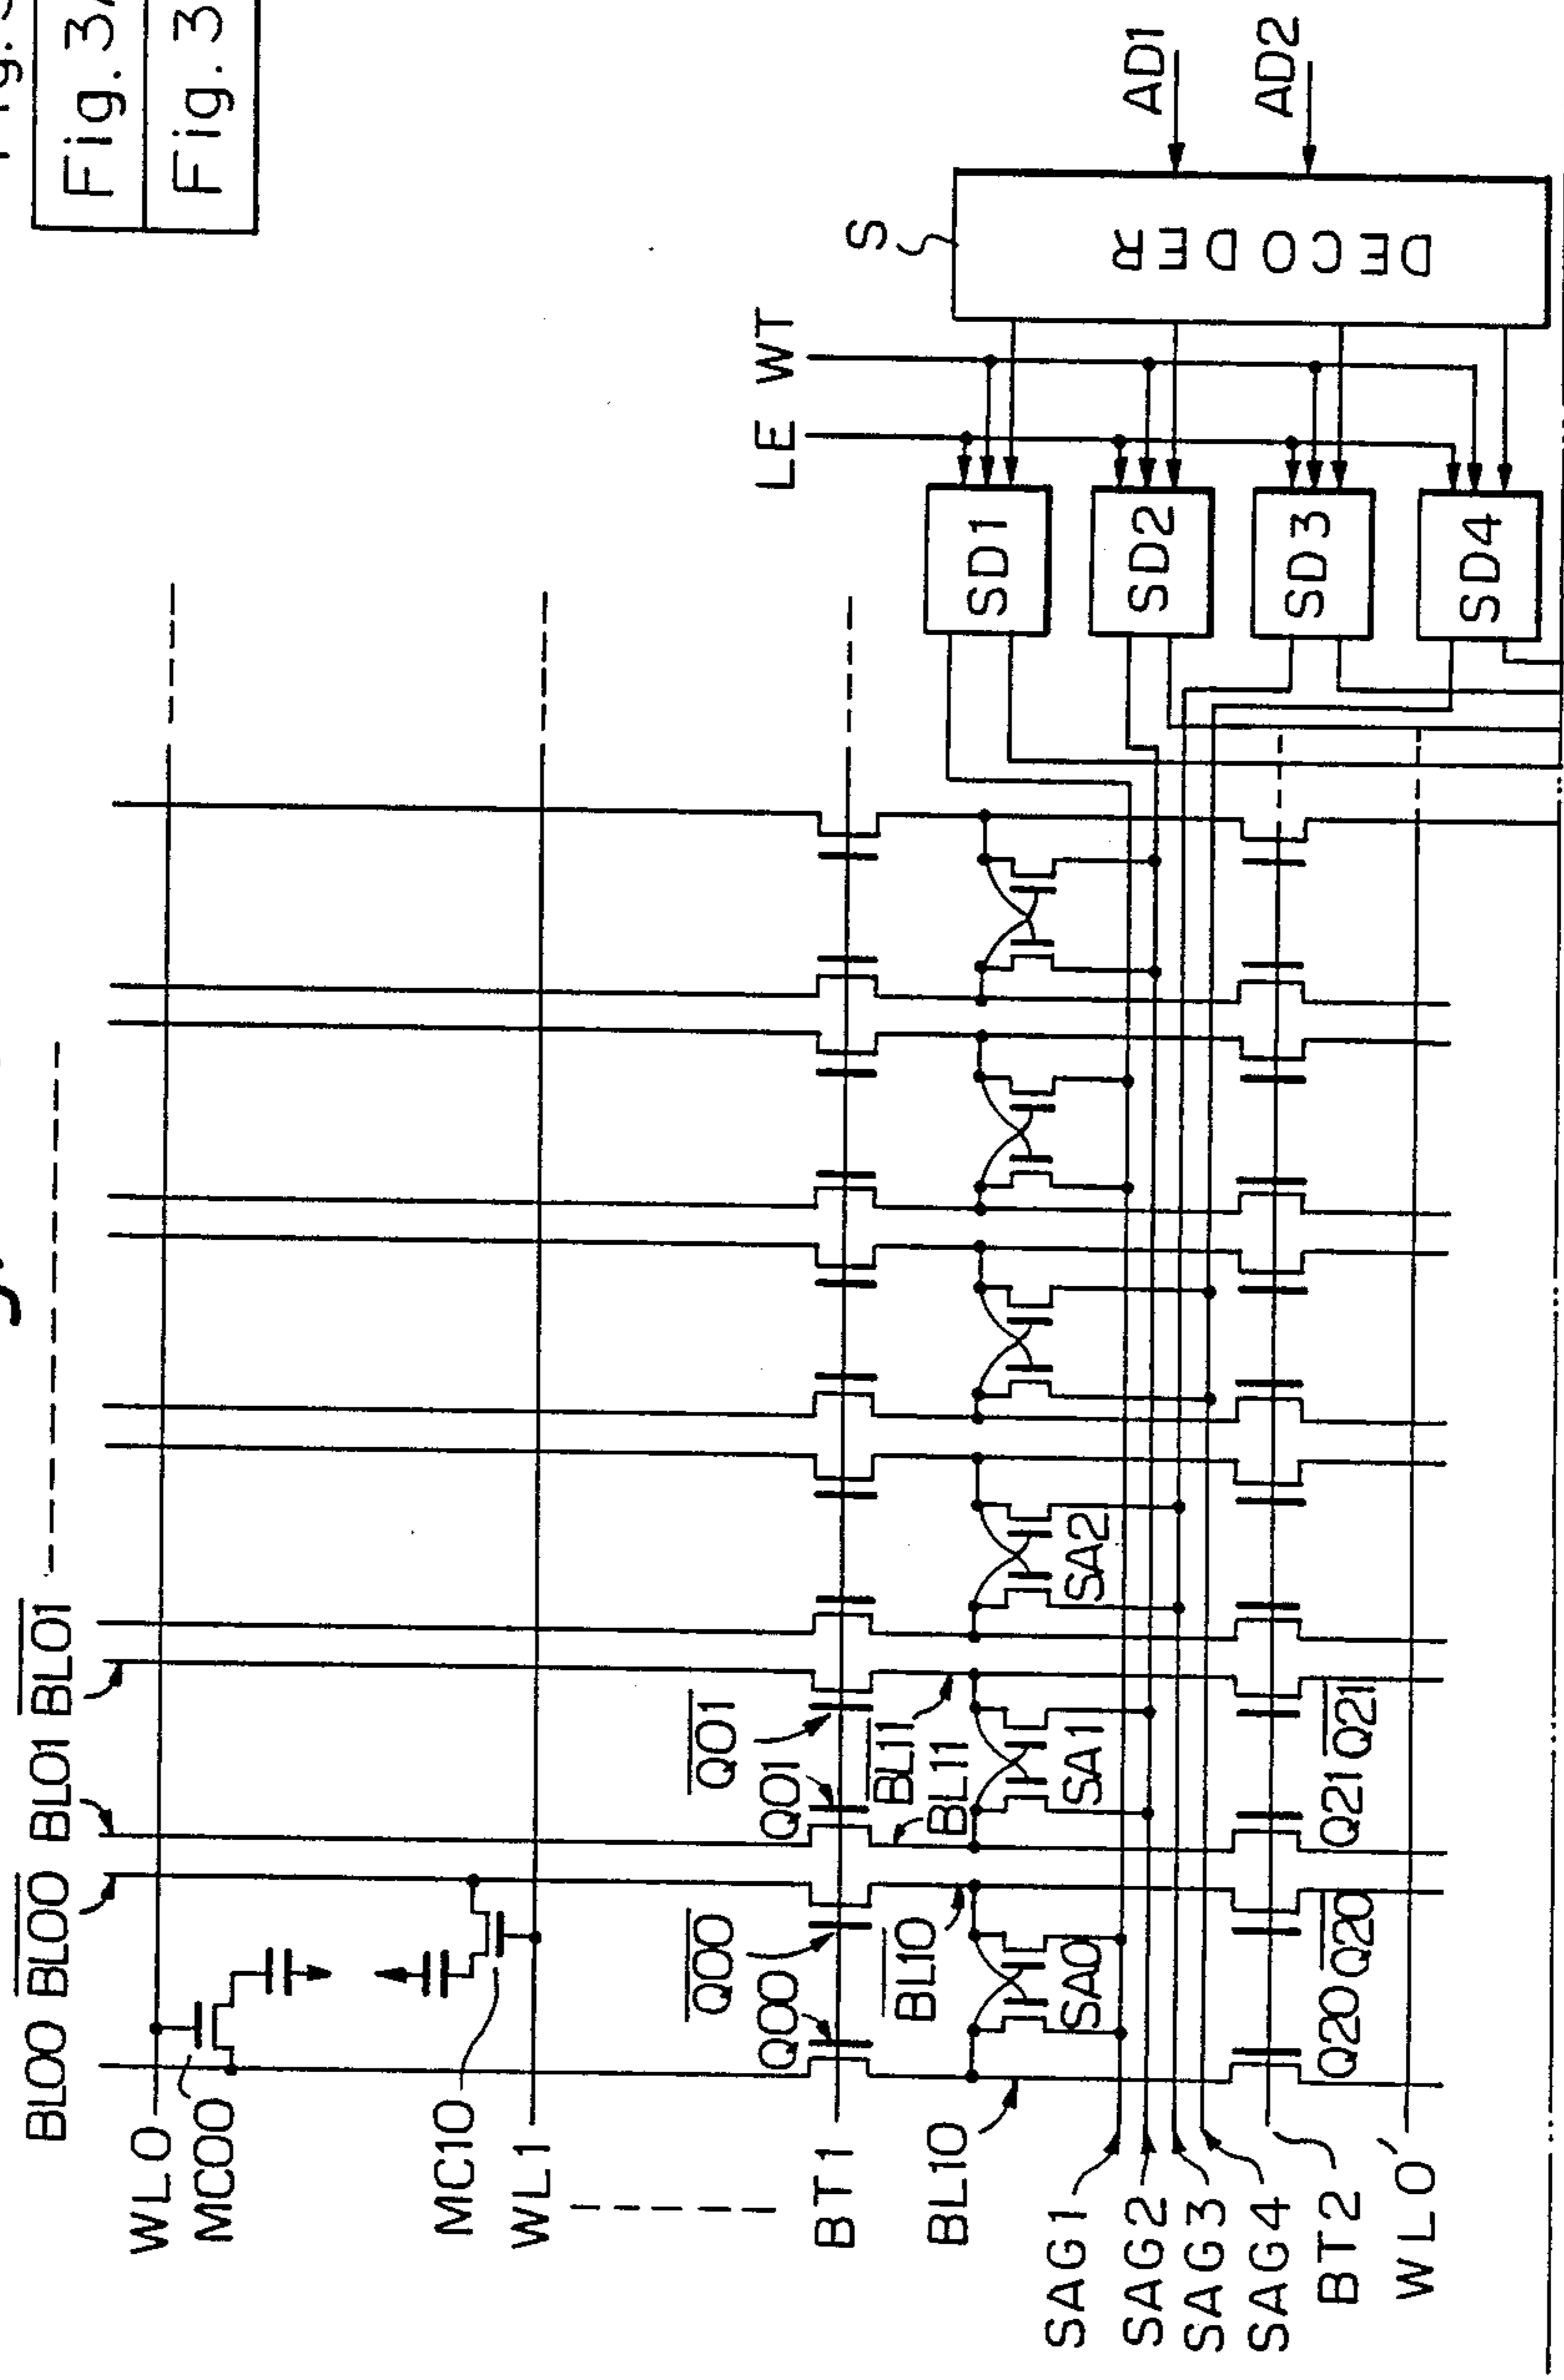 Fig. 3
Fig. 3A
Fig. 3
BL00 BL00 BL01 BL01
WL0
MC00
MC10
WL1
Q00 Q00 Q01 Q01
BT1
BL10 BL10 BL11 BL11
SA0 SA1 SA2
SAG1
SAG2
SAG3
SAG4
BT2
WL0'
Q20 Q20 Q21 Q21
LE WT
SD1
SD2
SD3
SD4
S
DECODER
AD1
AD2